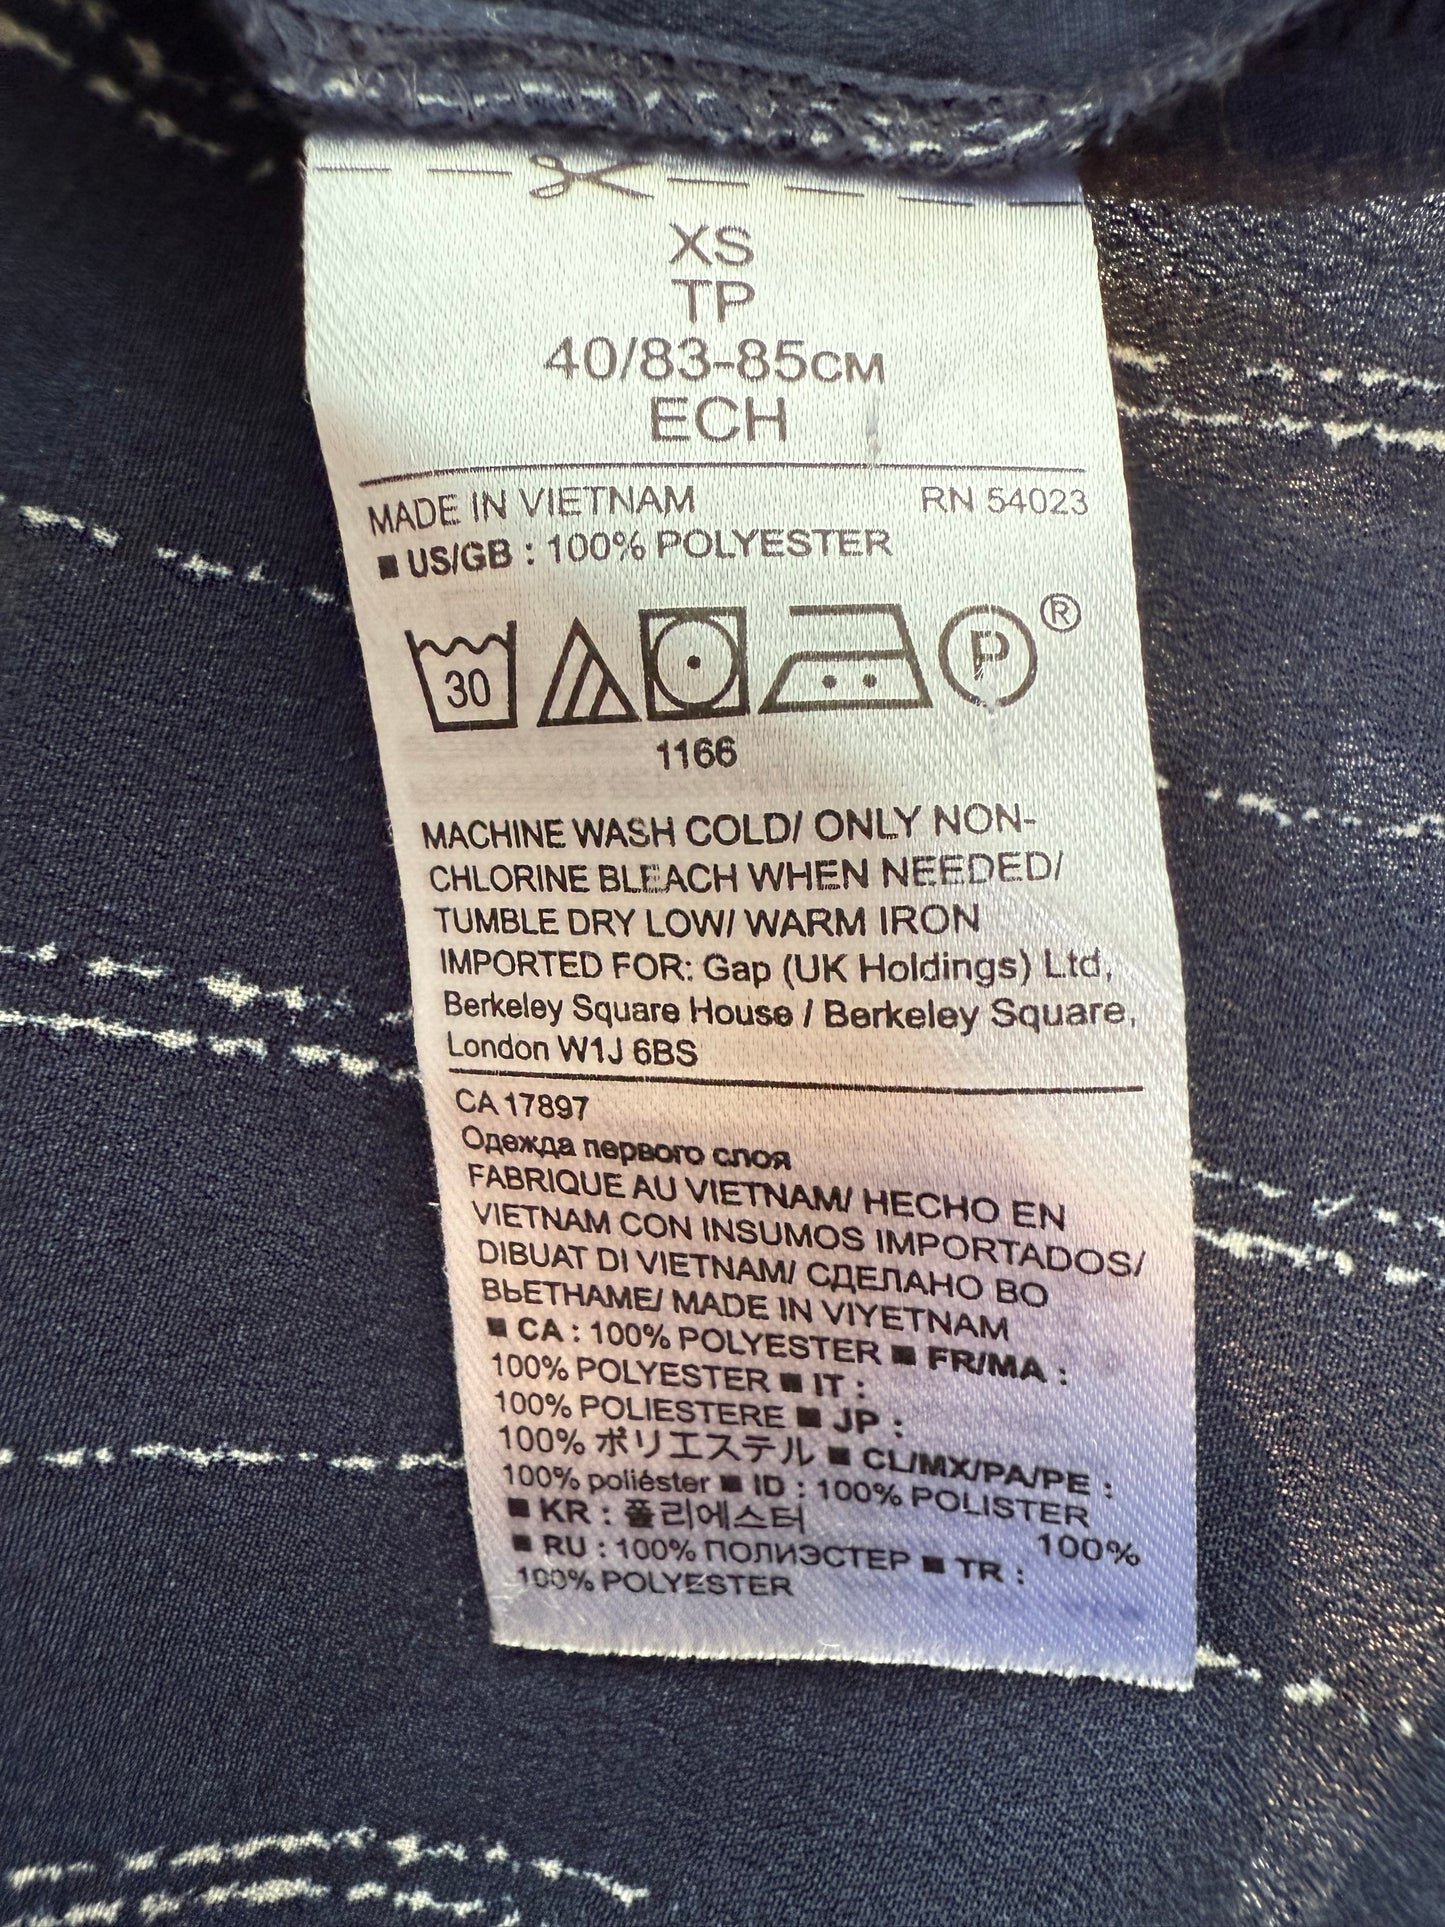 XS
TP
40/83-85CM
ECH
MADE IN VIETNAM RN 54023
■ US/GB : 100% POLYESTER
30 P ®
1166
MACHINE WASH COLD/ ONLY NON-
CHLORINE BLEACH WHEN NEEDED/
TUMBLE DRY LOW/ WARM IRON
IMPORTED FOR: Gap (UK Holdings) Ltd,
Berkeley Square House / Berkeley Square,
London W1J 6BS
CA 17897
Одежда первого слоя
FABRIQUE AU VIETNAM/ HECHO EN
VIETNAM CON INSUMOS IMPORTADOS/
DIBUAT DI VIETNAM/ СДЕЛАНО ВО
ВЬЕТНАМЕ/ MADE IN VIYETNAM
■ CA : 100% POLYESTER ■ FR/MA :
100% POLYESTER ■ IT :
100% POLIESTERE ■ JP :
100% ポリエステル ■ CL/MX/PA/PE :
100% poliéster ■ ID : 100% POLISTER
■ KR : 폴리에스터 100%
■ RU : 100% ПОЛИЭСТЕР ■ TR :
100% POLYESTER